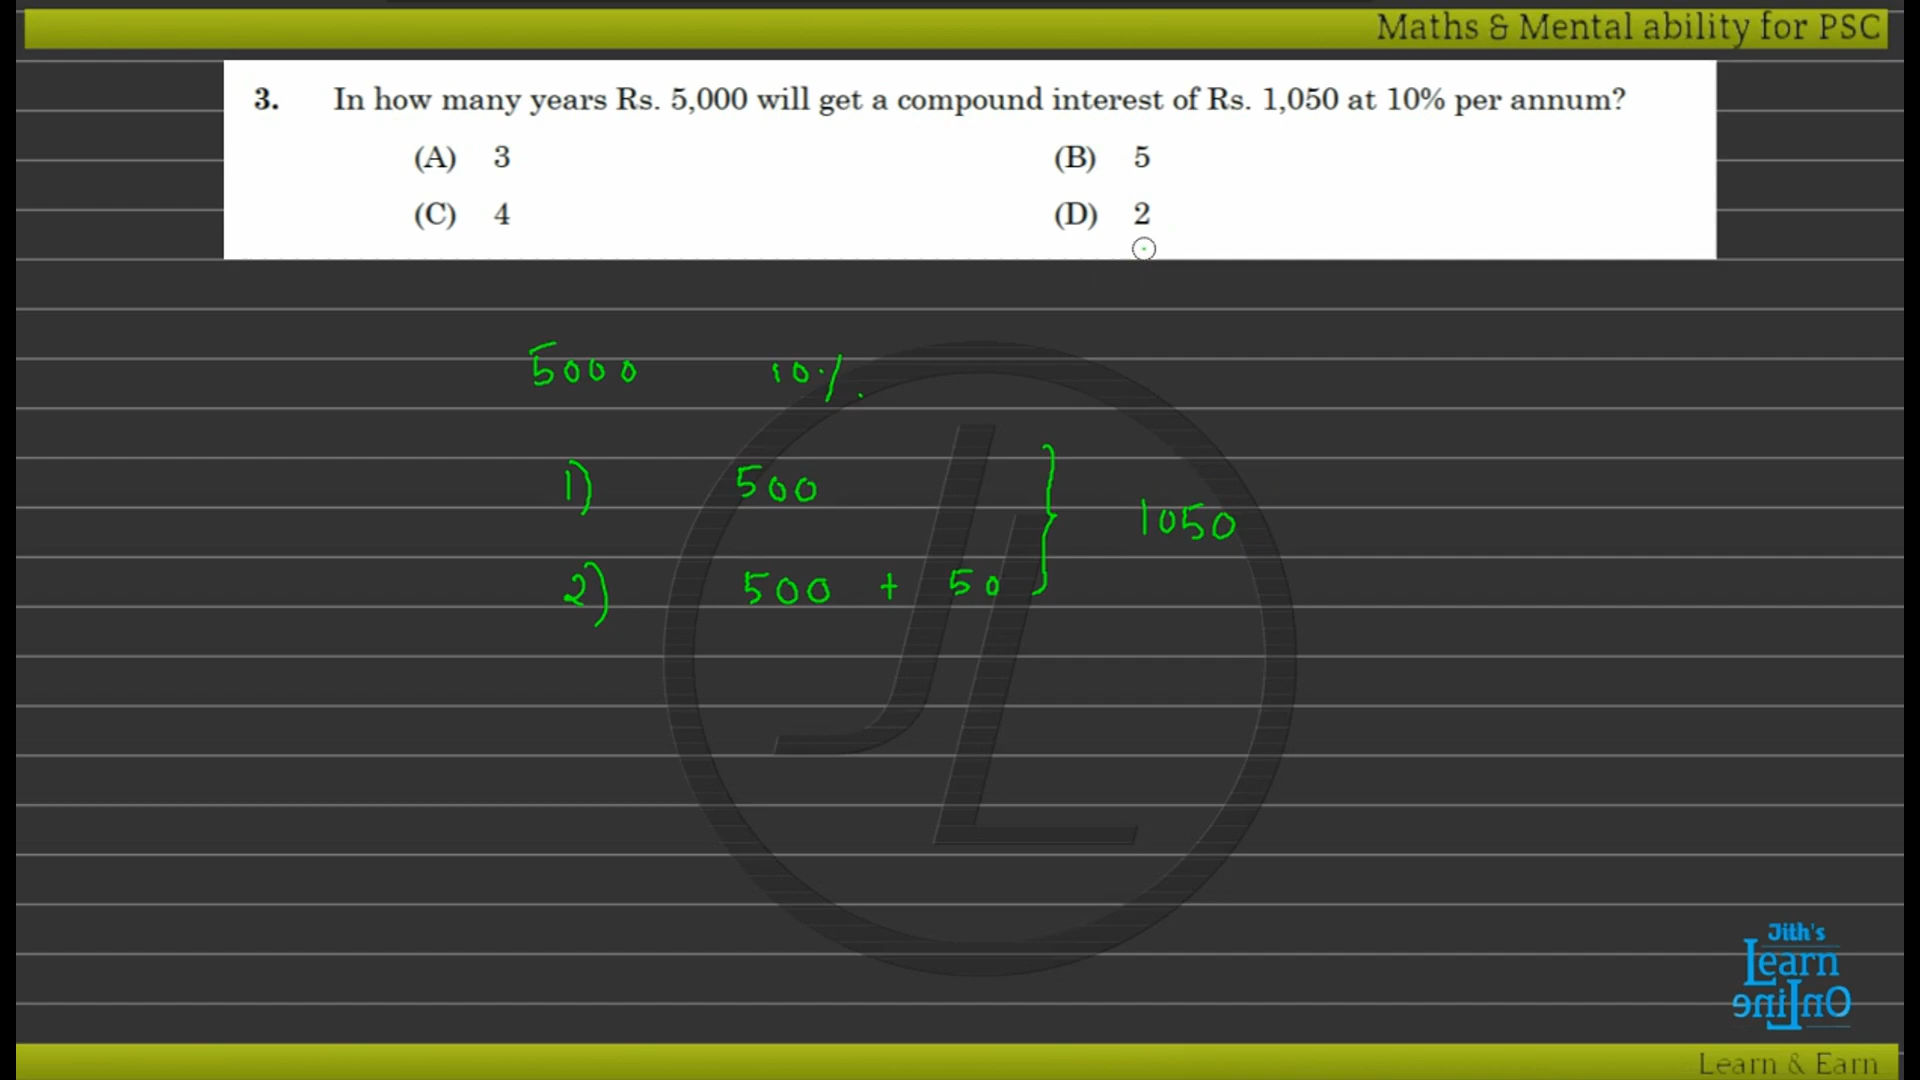 Maths & Mental ability for PSC
3. In how many years Rs. 5,000 will get a compound interest of Rs. 1,050 at 10% per annum?
(A) 3 (B) 5
(C) 4 (D) 2
5000 10%.
1) 500
1050
2) 500 + 50
JL
Jith's
Learn
OnLine
Learn & Earn